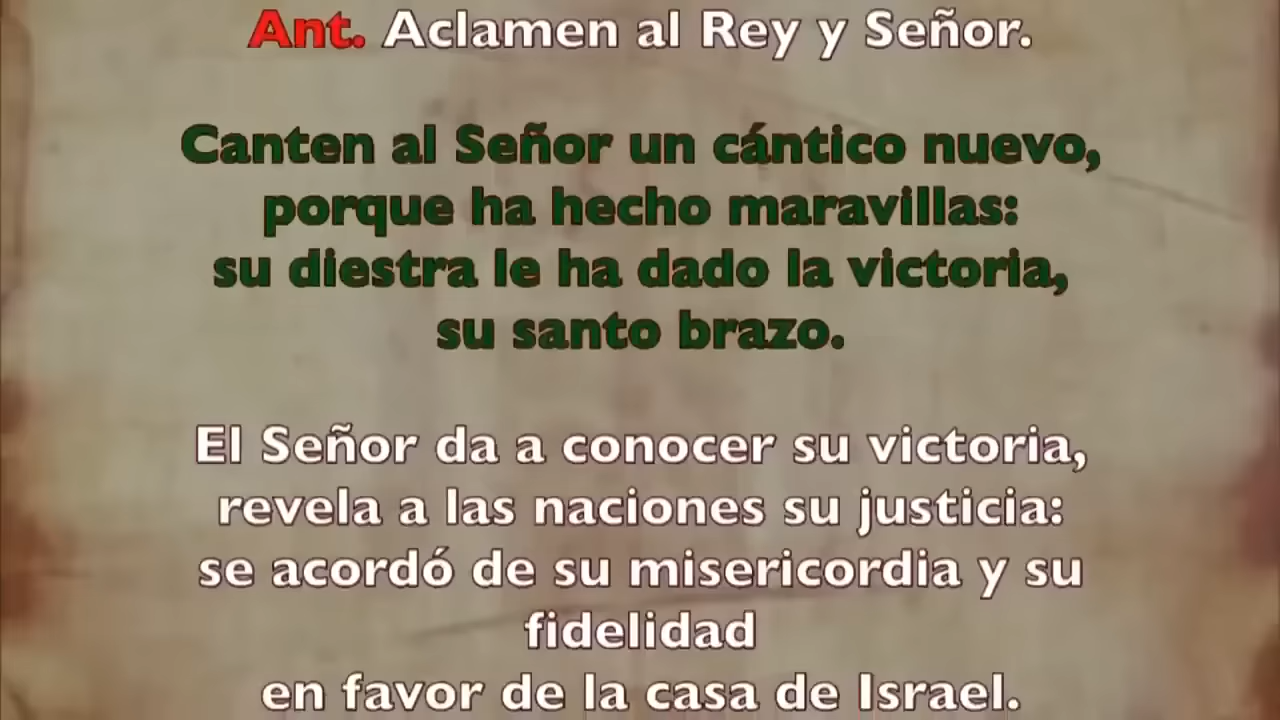 Ant. Aclamen al Rey y Señor.
Canten al Señor un cántico nuevo,
porque ha hecho maravillas:
su diestra le ha dado la victoria,
su santo brazo.
El Señor da a conocer su victoria,
revela a las naciones su justicia:
se acordó de su misericordia y su
fidelidad
en favor de la casa de Israel.